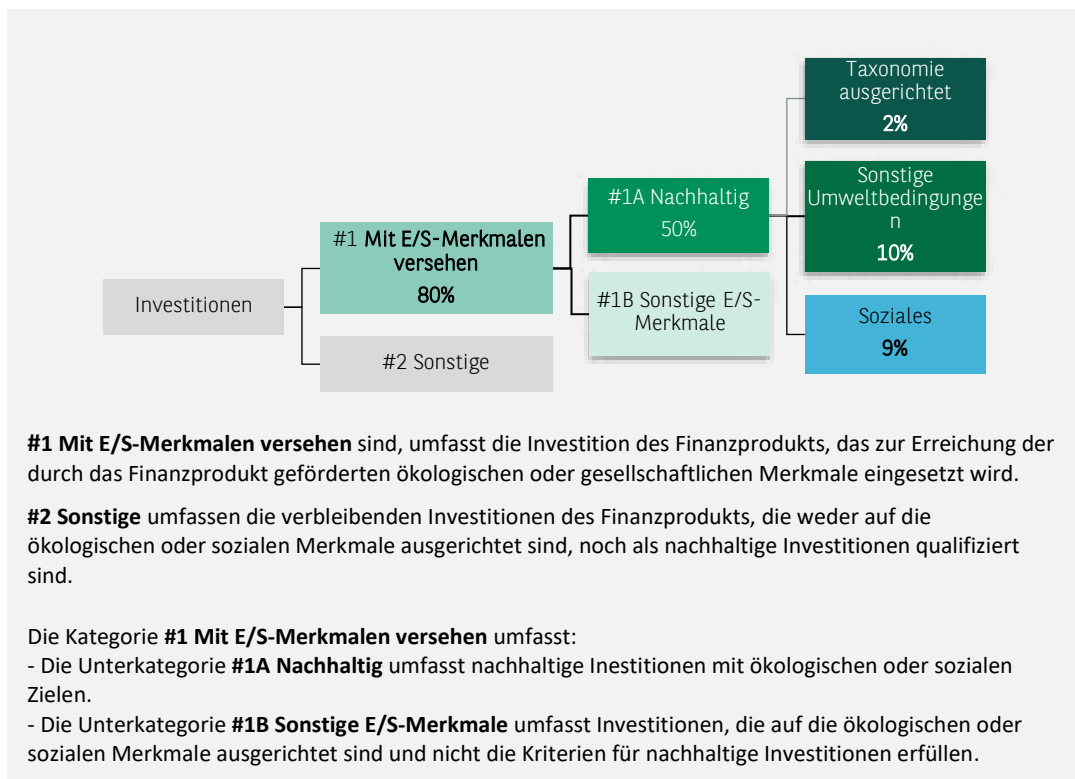 Taxonomie
ausgerichtet
2%
#1A Nachhaltig
50%
Sonstige
Umweltbedingunge
n
10%
#1 Mit E/S-Merkmalen
versehen
80%
Investitionen
#1B Sonstige E/S-
Merkmale
Soziales
9%
#2 Sonstige
#1 Mit E/S-Merkmalen versehen sind, umfasst die Investition des Finanzprodukts, das zur Erreichung der
durch das Finanzprodukt geförderten ökologischen oder gesellschaftlichen Merkmale eingesetzt wird.
#2 Sonstige umfassen die verbleibenden Investitionen des Finanzprodukts, die weder auf die
ökologischen oder sozialen Merkmale ausgerichtet sind, noch als nachhaltige Investitionen qualifiziert
sind.
Die Kategorie #1 Mit E/S-Merkmalen versehen umfasst:
- Die Unterkategorie #1A Nachhaltig umfasst nachhaltige Inestitionen mit ökologischen oder sozialen
Zielen.
- Die Unterkategorie #1B Sonstige E/S-Merkmale umfasst Investitionen, die auf die ökologischen oder
sozialen Merkmale ausgerichtet sind und nicht die Kriterien für nachhaltige Investitionen erfüllen.